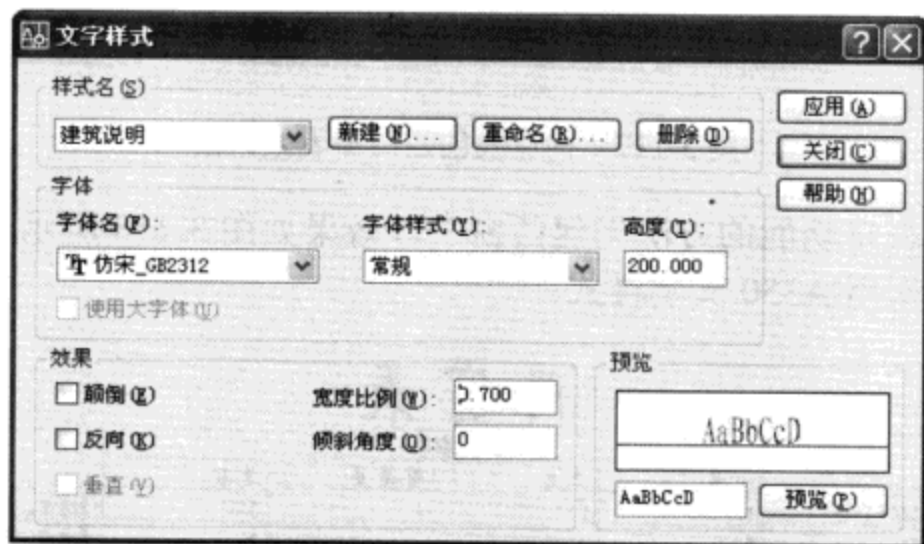 文字样式
样式名(S)
建筑说明 新建(N)... 重命名(R)... 删除(D) 应用(A)
关闭(C)
字体 帮助(H)
字体名(F): 字体样式(Y): 高度(T):
仿宋_GB2312 常规 200.000
使用大字体(U)
效果 预览
颠倒(E) 宽度比例(W): 0.700
AaBbCcD
反向(K) 倾斜角度(O): 0
垂直(V) AaBbCcD 预览(P)